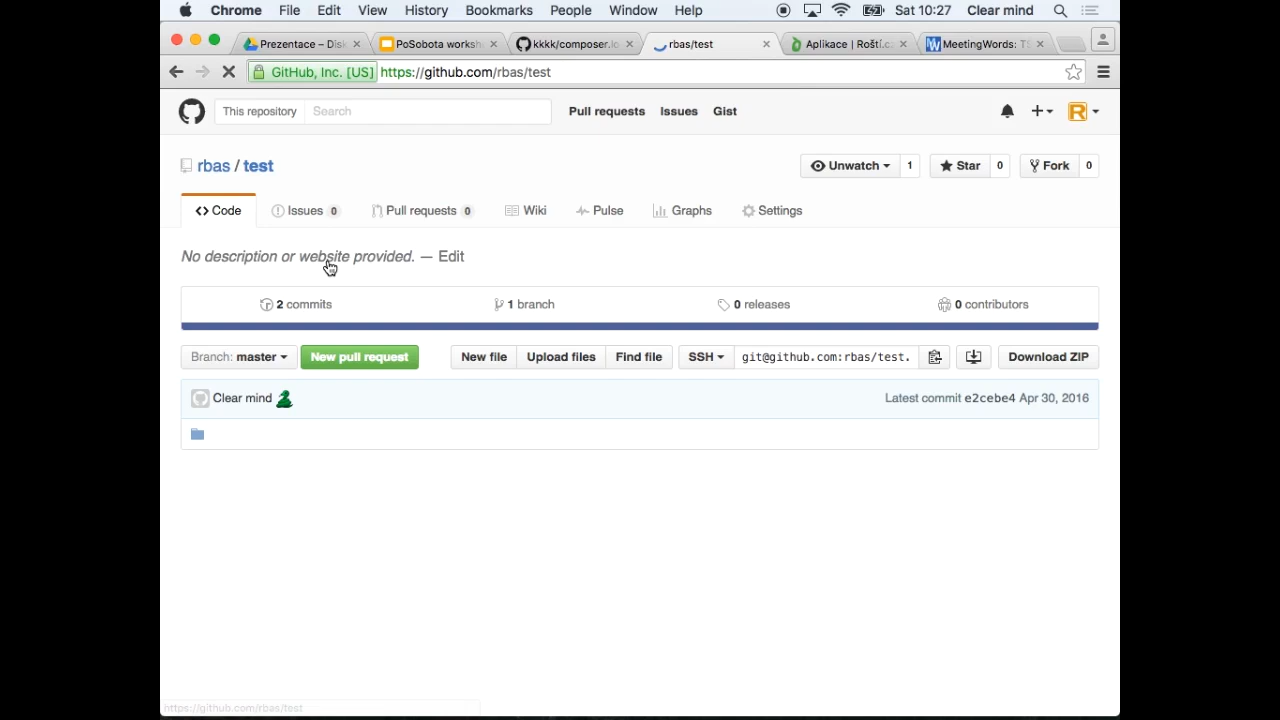 Chrome File Edit View History Bookmarks People Window Help Sat 10:27 Clear mind
Prezentace – Dis
PoSobota worksh
kkkk/composer.lo
rbas/test
Aplikace | Rošti.c
MeetingWords: T
GitHub, Inc. [US] https://github.com/rbas/test
This repository Search Pull requests Issues Gist
rbas / test Unwatch 1 Star 0 Fork 0
Code Issues 0 Pull requests 0 Wiki Pulse Graphs Settings
No description or website provided. — Edit
2 commits 1 branch 0 releases 0 contributors
Branch: master New pull request New file Upload files Find file SSH git@github.com:rbas/test. Download ZIP
Clear mind Latest commit e2cebe4 Apr 30, 2016
https://github.com/rbas/test